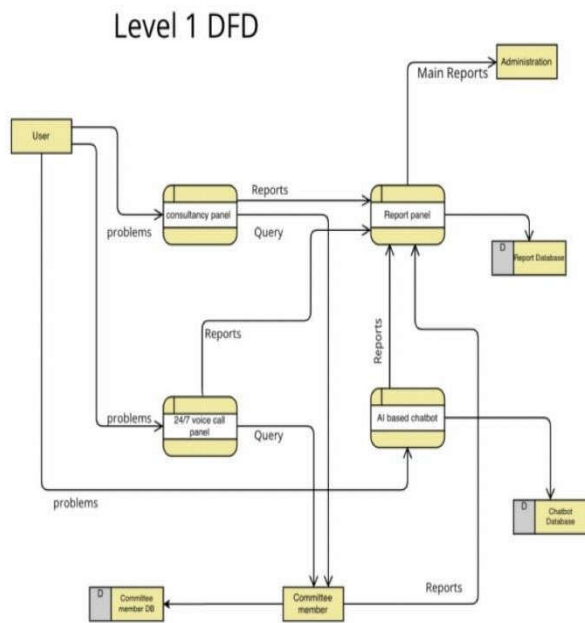 Level 1 DFD
Administration
Main Reports
User
consultancy panel
Reports
Report panel
problems
Query
D
Report Database
Reports
Reports
problems
24/7 voice call
panel
Query
AI based chatbot
problems
D
Chatbot
Database
D
Committee
member DB
Committee
member
Reports